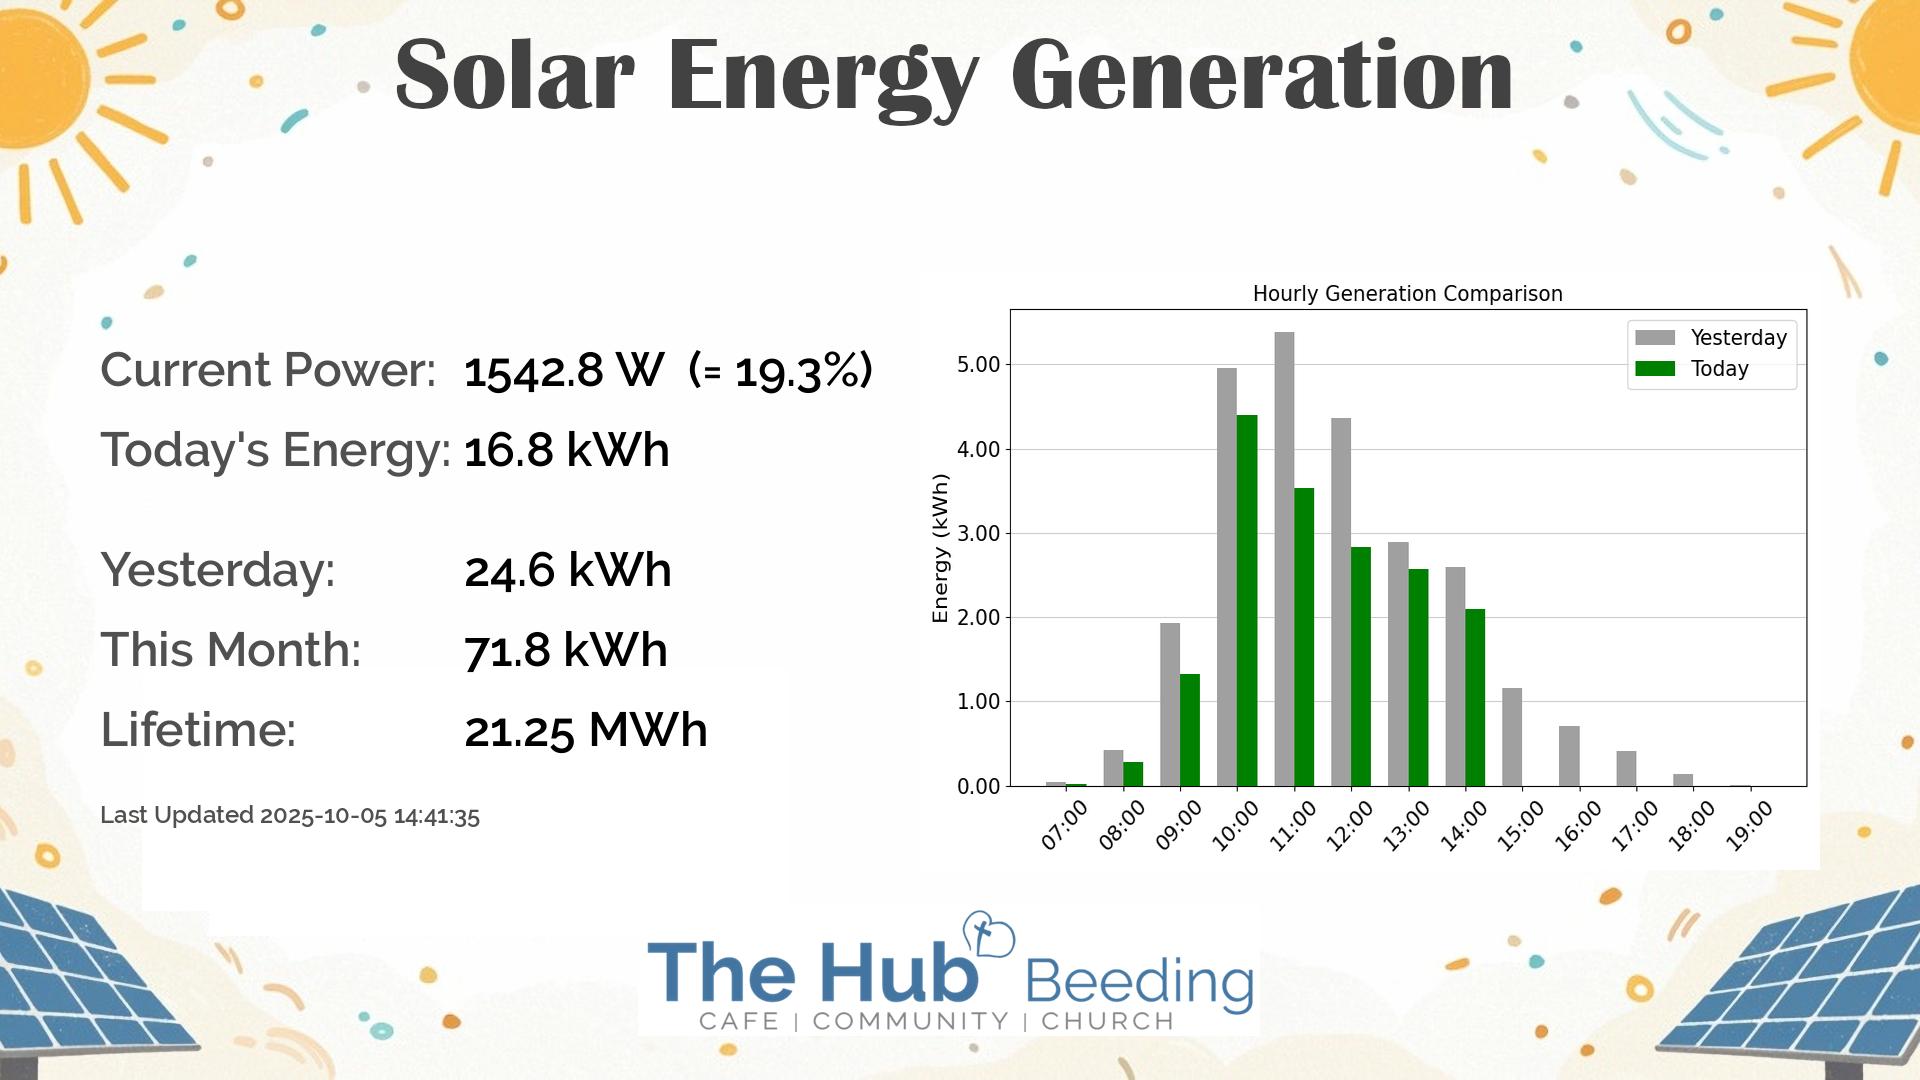 Solar Energy Generation
Current Power: 1542.8 W (= 19.3%)
Today's Energy: 16.8 kWh
Yesterday: 24.6 kWh
This Month: 71.8 kWh
Lifetime: 21.25 MWh
Last Updated 2025-10-05 14:41:35
Hourly Generation Comparison
Yesterday
Today
Energy (kWh)
5.00
4.00
3.00
2.00
1.00
0.00
07:00 08:00 09:00 10:00 11:00 12:00 13:00 14:00 15:00 16:00 17:00 18:00 19:00
The Hub Beeding
CAFE | COMMUNITY | CHURCH